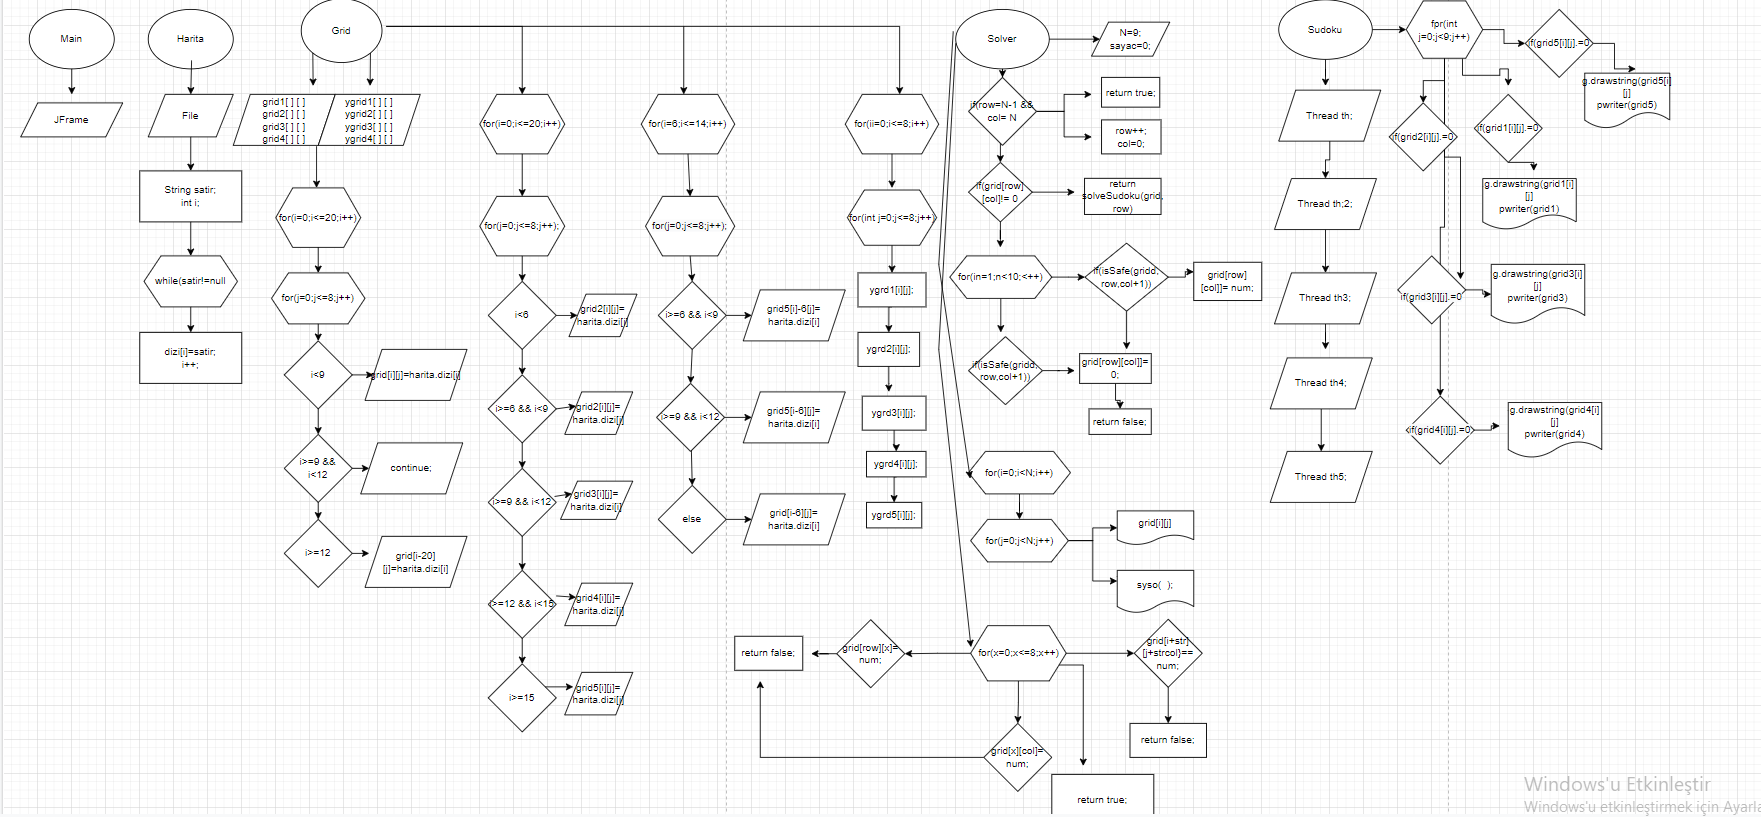 Main
JFrame
Harita
File
String satir;
int i;
while(satir!=null
dizi[i]=satir;
i++;
Grid
grid1[ ] [ ]
grid2[ ] [ ]
grid3[ ] [ ]
grid4[ ] [ ]
ygrid1[ ] [ ]
ygrid2[ ] [ ]
ygrid3[ ] [ ]
ygrid4[ ] [ ]
for(i=0;i<=20;i++)
for(j=0;j<=8;j++)
i<9
grid[i][j]=harita.dizi[i]
i>=9 &&
i<12
continue;
i>=12
grid[i-20]
[j]=harita.dizi[i]
for(i=0;i<=20;i++);
for(j=0;j<=8;j++);
i<6
grid2[i][j]=
harita.dizi[i]
i>=6 && i<9
grid2[i][j]=
harita.dizi[i]
i>=9 && i<12
grid3[i][j]=
harita.dizi[i]
i>=12 && i<15
grid4[i][j]=
harita.dizi[i]
i>=15
grid5[i][j]=
harita.dizi[i]
for(i=6;i<=14;i++);
for(j=0;j<=8;j++);
i>=6 && i<9
grid5[i]-6[j]=
harita.dizi[i]
i>=9 && i<12
grid5[i-6][j]=
harita.dizi[i]
else
grid[i-6][j]=
harita.dizi[i]
for(ii=0;i<=8;i++);
for(int j=0;j<=8;j++)
ygrd1[i][j];
ygrd2[i][j];
ygrd3[i][j];
ygrd4[i][j];
ygrd5[i][j];
Solver
N=9;
sayac=0;
if(row=N-1 &&
col= N
return true;
row++;
col=0;
if(grid[row]
[col]!= 0
return
solveSudoku(grid,
row)
for(in=1;n<10;<++)
if(isSafe(gridd,
row,col+1))
grid[row]
[col]]= num;
if(isSafe(gridd,
row,col+1))
grid[row][col]]=
0;
return false;
for(i=0;i<N;i++)
for(j=0;j<N;j++)
grid[i][j]
syso(  );
for(x=0;x<=8;x++)
grid[row][x]=
num;
return false;
grid[i+str]
[j+strcol}==
num;
return false;
grid[x][col]=
num;
return true;
Sudoku
Thread th;
Thread th;2;
Thread th3;
Thread th4;
Thread th5;
fpr(int
j=0;j<9;j++)
if(grid5[i][j].=0
g.drawstring(grid5[i]
[j]
pwriter(grid5)
if(grid2[i][j].=0
if(grid1[i][j].=0
g.drawstring(grid1[i]
[j]
pwriter(grid1)
if(grid3[i][j].=0
g.drawstring(grid3[i]
[j]
pwriter(grid3)
if(grid4[i][j].=0
g.drawstring(grid4[i]
[j]
pwriter(grid4)
Windows'u Etkinleştir
Windows'u etkinleştirmek için Ayarla